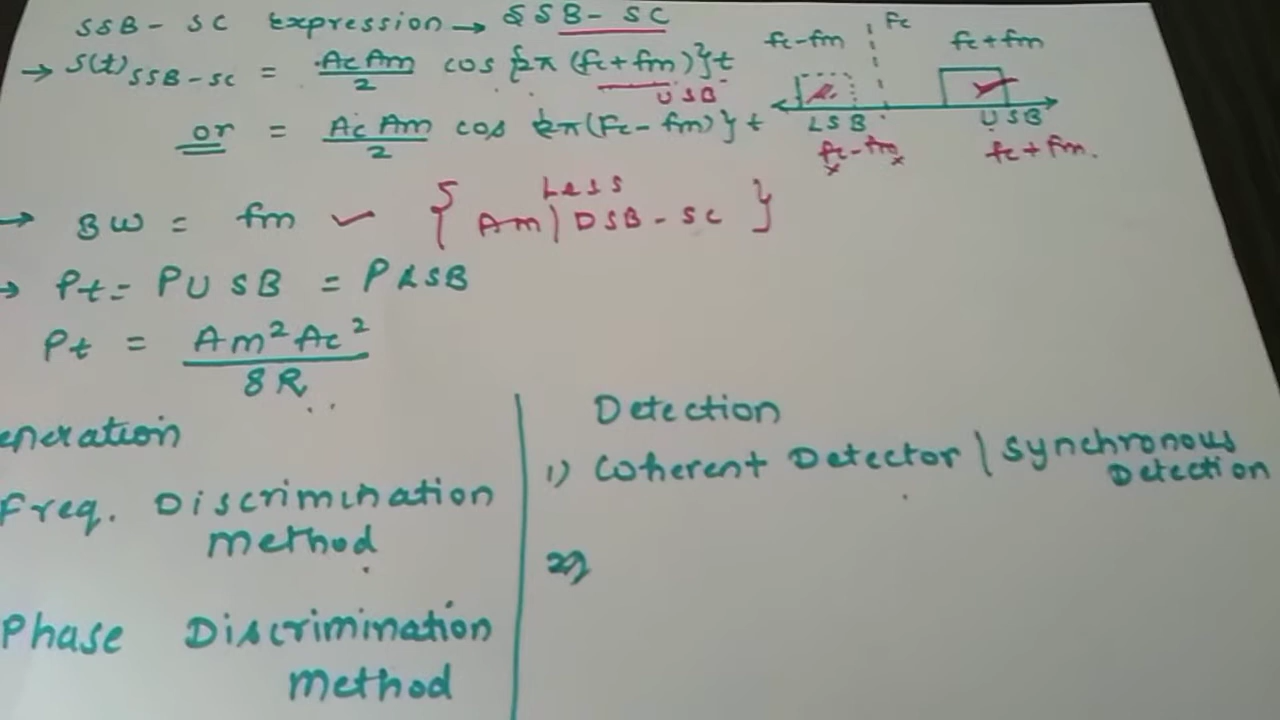 SSB - SC expression → SSB - SC
→ S(t) SSB-SC = AcAm/2 cos {2π (fc + fm)}t
USB
or = AcAm/2 cos {2π(Fc - fm)} t
Fc
fc-fm fc+fm
LSB USB
fc-fm fc+fm.
→ BW = fm ✓ { Less
Am | DSB - SC }
→ Pt = PUSB = PLSB
Pt = Am² Ac² / 8R
eneration
Freq. Discrimination
method
Phase Discrimination
method
Detection
1) Coherent Detector | Synchronous
Detection
2)